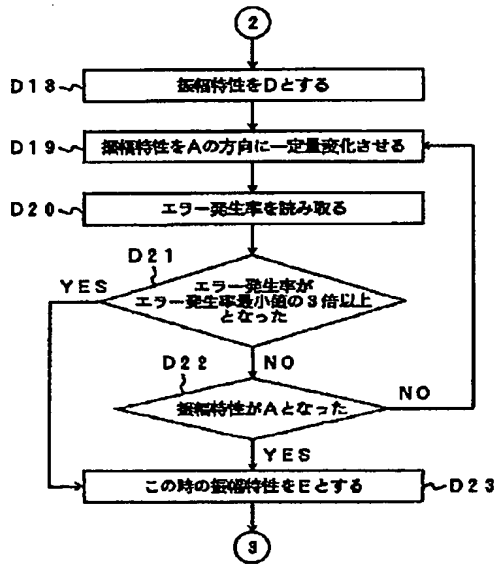 2
D18
振幅特性をDとする
D19
振幅特性をAの方向に一定量変化させる
D20
エラー発生率を読み取る
D21
YES
エラー発生率が
エラー発生率最小値の3倍以上
となった
NO
D22
NO
振幅特性がAとなった
YES
この時の振幅特性をEとする
D23
3